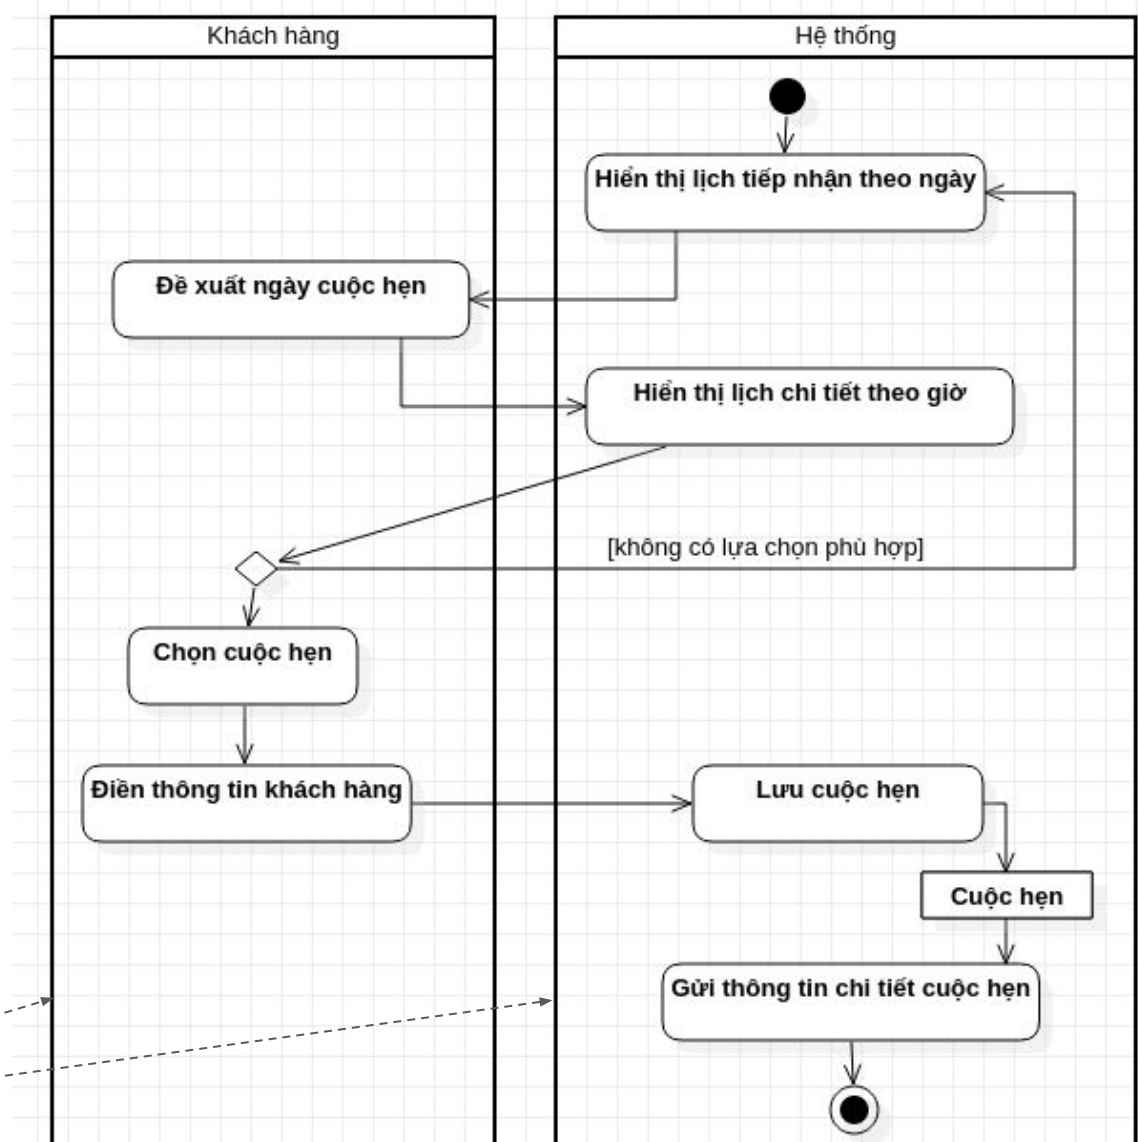 Khách hàng
Hệ thống
Hiển thị lịch tiếp nhận theo ngày
Đề xuất ngày cuộc hẹn
Hiển thị lịch chi tiết theo giờ
[không có lựa chọn phù hợp]
Chọn cuộc hẹn
Điền thông tin khách hàng
Lưu cuộc hẹn
Cuộc hẹn
Gửi thông tin chi tiết cuộc hẹn